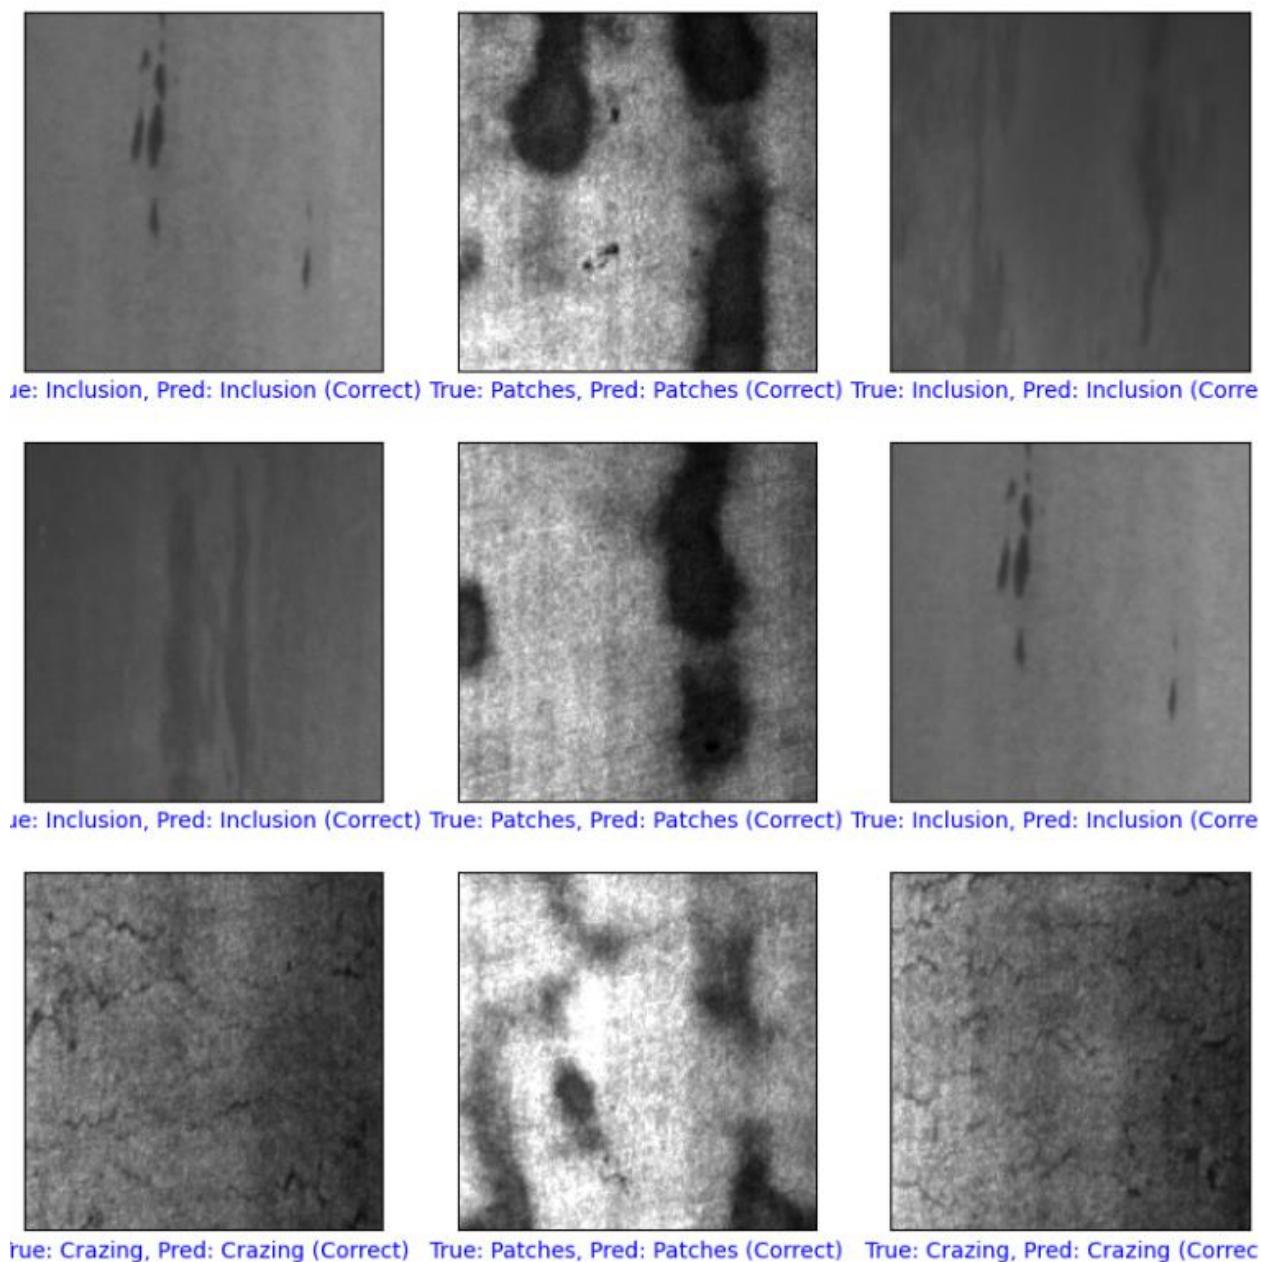 ue: Inclusion, Pred: Inclusion (Correct) True: Patches, Pred: Patches (Correct) True: Inclusion, Pred: Inclusion (Corre
ue: Inclusion, Pred: Inclusion (Correct) True: Patches, Pred: Patches (Correct) True: Inclusion, Pred: Inclusion (Corre
rue: Crazing, Pred: Crazing (Correct) True: Patches, Pred: Patches (Correct) True: Crazing, Pred: Crazing (Correc